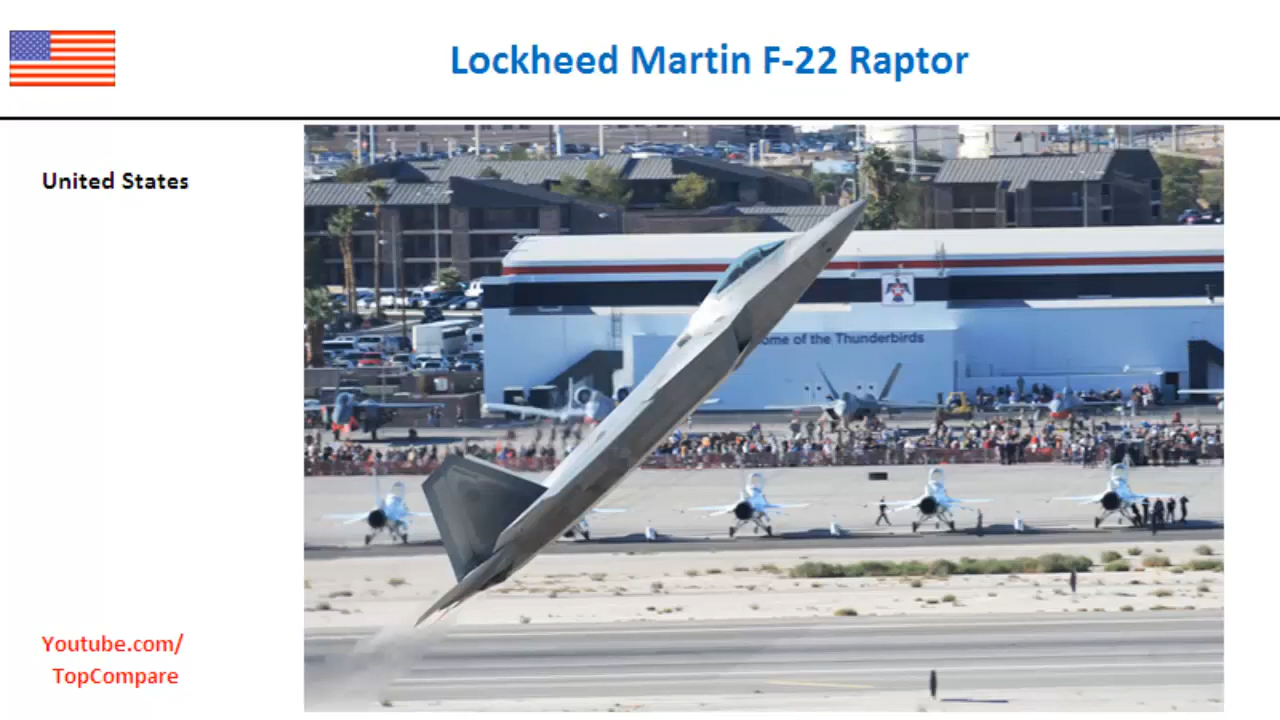 Lockheed Martin F-22 Raptor
United States
ome of the Thunderbirds
Youtube.com/
TopCompare